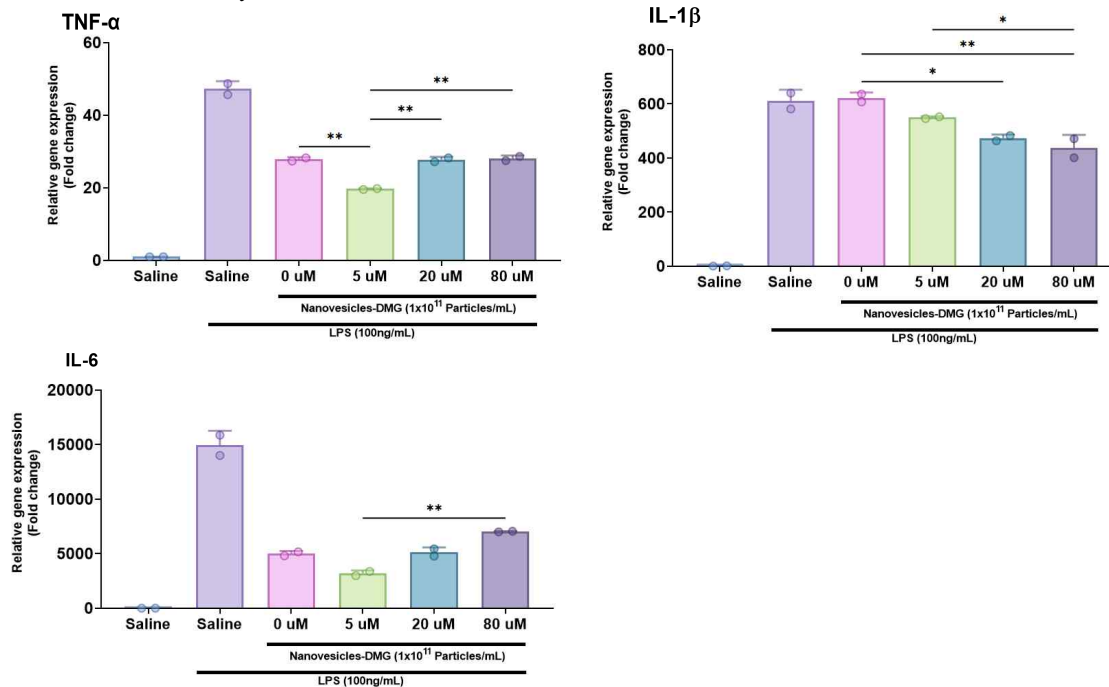 TNF-α
Relative gene expression
(Fold change)
60
40
20
0
**
**
**
Saline Saline 0 uM 5 uM 20 uM 80 uM
Nanovesicles-DMG (1x10¹¹ Particles/mL)
LPS (100ng/mL)
IL-1β
Relative gene expression
(Fold change)
800
600
400
200
0
*
**
*
Saline Saline 0 uM 5 uM 20 uM 80 uM
Nanovesicles-DMG (1x10¹¹ Particles/mL)
LPS (100ng/mL)
IL-6
Relative gene expression
(Fold change)
20000
15000
10000
5000
0
**
Saline Saline 0 uM 5 uM 20 uM 80 uM
Nanovesicles-DMG (1x10¹¹ Particles/mL)
LPS (100ng/mL)